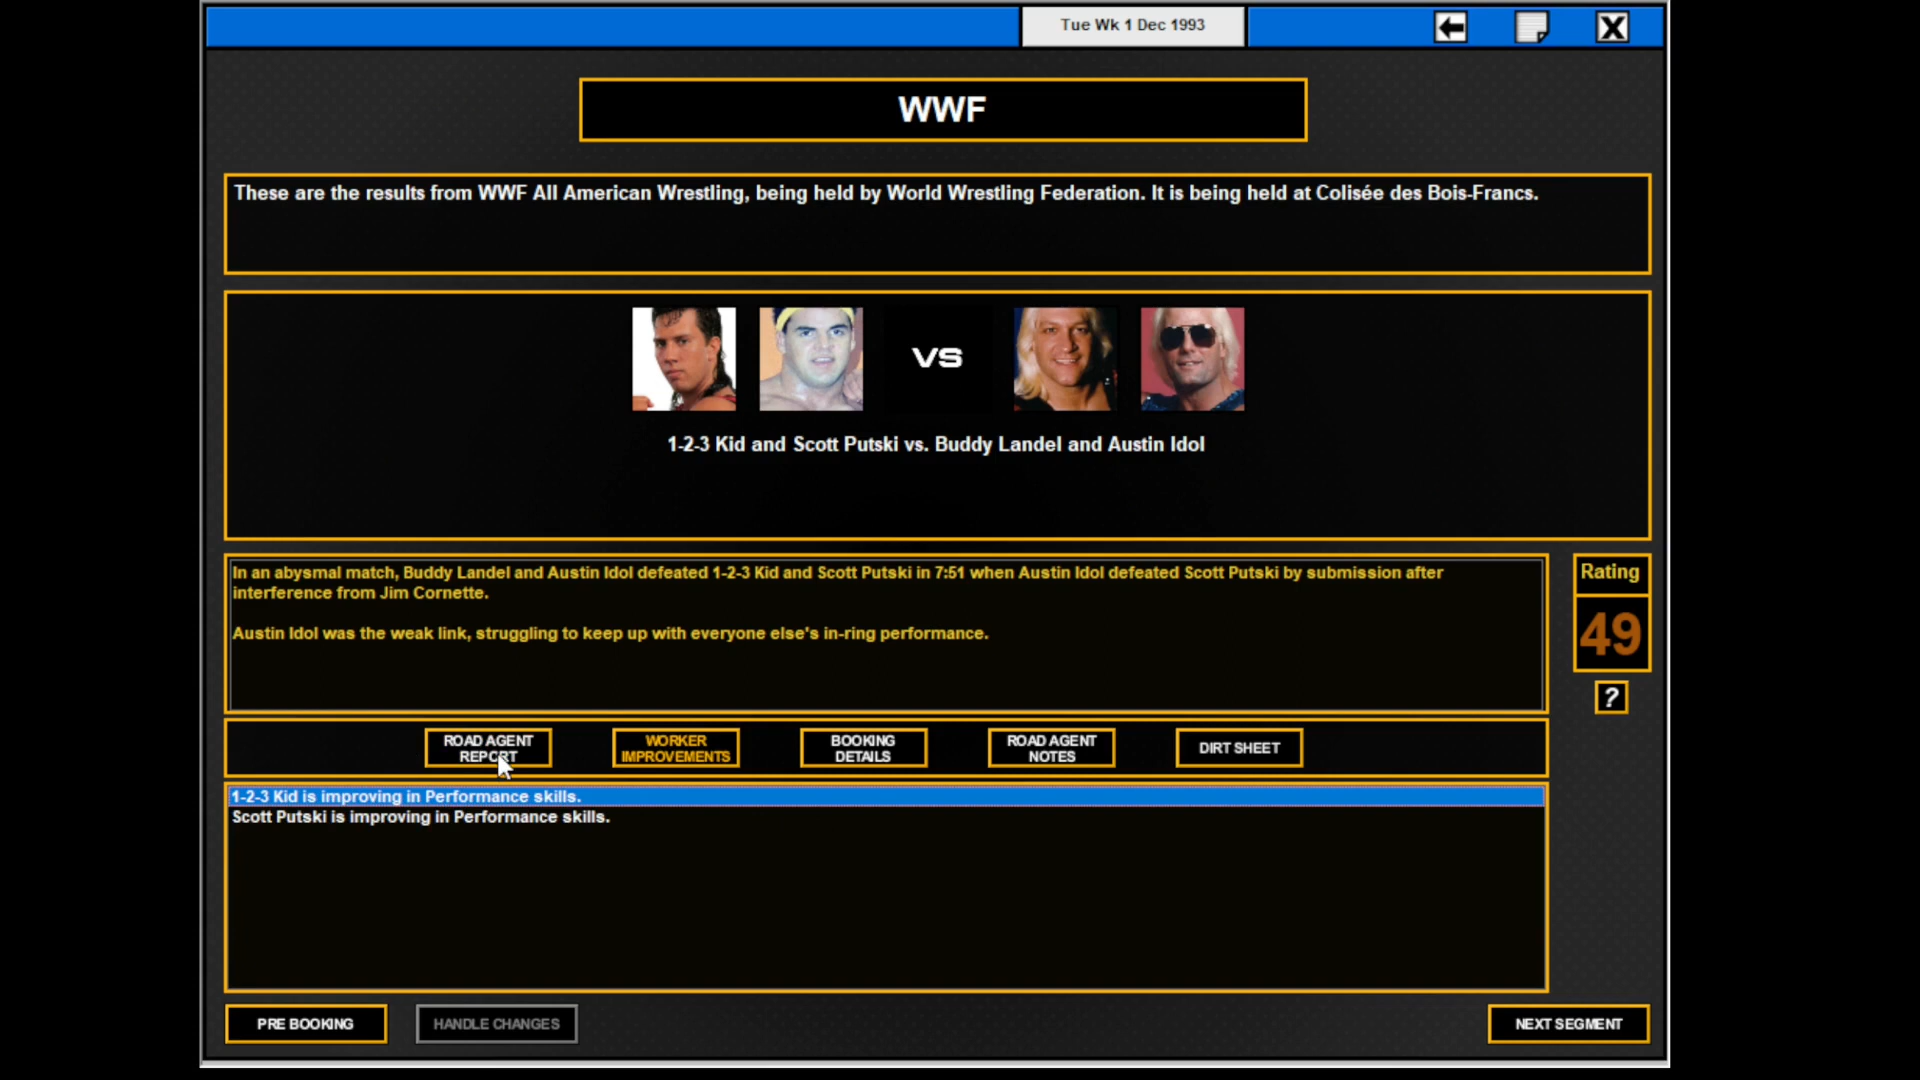 Tue Wk 1 Dec 1993
WWF
These are the results from WWF All American Wrestling, being held by World Wrestling Federation. It is being held at Colisée des Bois-Francs.
VS
1-2-3 Kid and Scott Putski vs. Buddy Landel and Austin Idol
In an abysmal match, Buddy Landel and Austin Idol defeated 1-2-3 Kid and Scott Putski in 7:51 when Austin Idol defeated Scott Putski by submission after
interference from Jim Cornette.
Austin Idol was the weak link, struggling to keep up with everyone else's in-ring performance.
Rating
49
?
ROAD AGENT
REPORT
WORKER
IMPROVEMENTS
BOOKING
DETAILS
ROAD AGENT
NOTES
DIRT SHEET
1-2-3 Kid is improving in Performance skills.
Scott Putski is improving in Performance skills.
PRE BOOKING
HANDLE CHANGES
NEXT SEGMENT